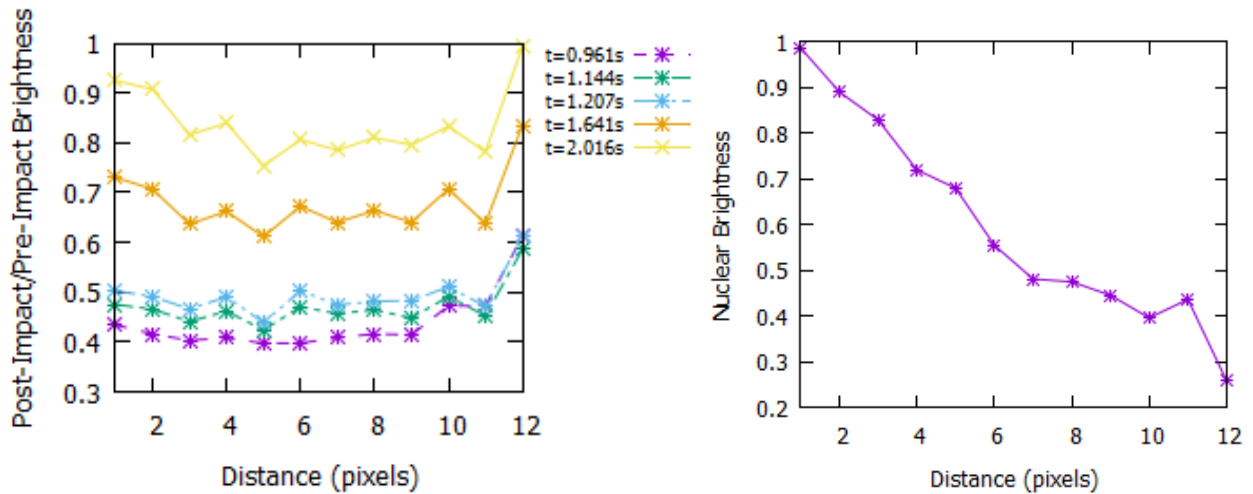 Post-Impact/Pre-Impact Brightness
1
0.9
0.8
0.7
0.6
0.5
0.4
0.3
2 4 6 8 10 12
Distance (pixels)
t=0.961s
t=1.144s
t=1.207s
t=1.641s
t=2.016s
Nuclear Brightness
1
0.9
0.8
0.7
0.6
0.5
0.4
0.3
0.2
2 4 6 8 10 12
Distance (pixels)